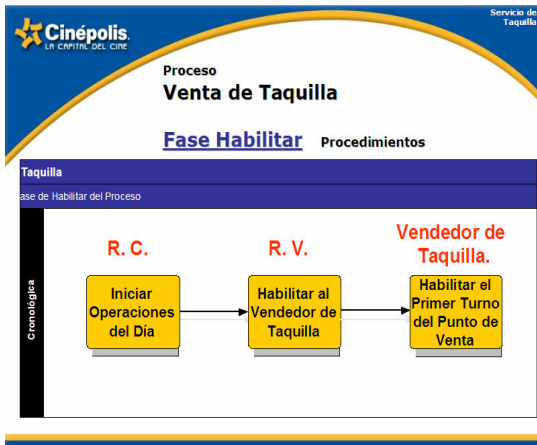 Servicio de
Taquilla
Cinépolis.
LA CAPITAL DEL CINE
Proceso
Venta de Taquilla
Fase Habilitar Procedimientos
Taquilla
ase de Habilitar del Proceso
Cronológica
R. C.
R. V.
Vendedor de
Taquilla.
Iniciar
Operaciones
del Día
Habilitar al
Vendedor de
Taquilla
Habilitar el
Primer Turno
del Punto de
Venta